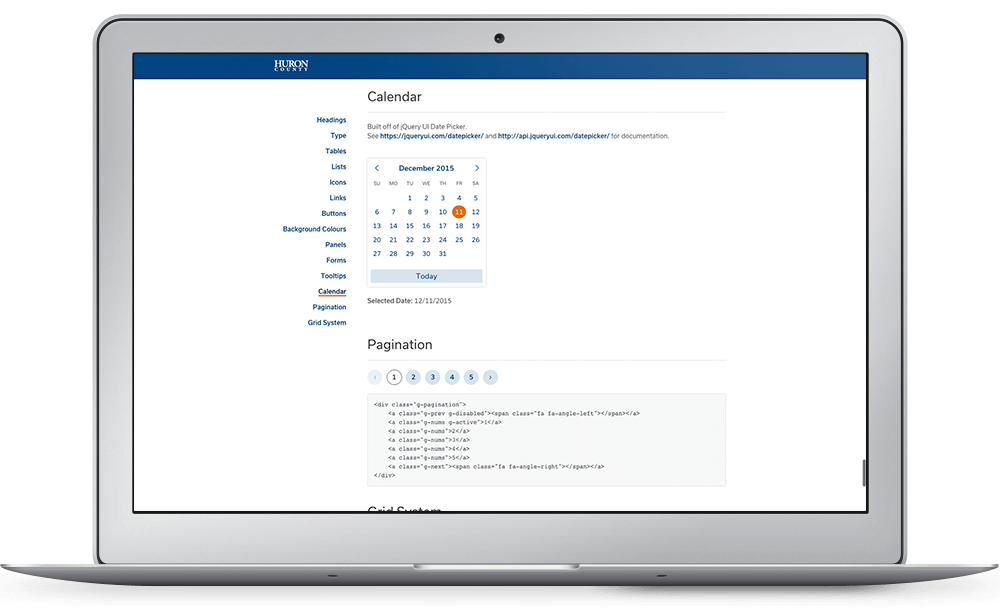 HURON
COUNTY
Headings
Type
Tables
Lists
Icons
Links
Buttons
Background Colours
Panels
Forms
Tooltips
Calendar
Pagination
Grid System
Calendar
Built off of jQuery UI Date Picker.
See https://jqueryui.com/datepicker/ and http://api.jqueryui.com/datepicker/ for documentation.
‹ December 2015 ›
SU MO TU WE TH FR SA
1 2 3 4 5
6 7 8 9 10 11 12
13 14 15 16 17 18 19
20 21 22 23 24 25 26
27 28 29 30 31
Today
Selected Date: 12/11/2015
Pagination
‹ 1 2 3 4 5 ›
<div class="g-pagination">
<a class="g-prev g-disabled"><span class="fa fa-angle-left"></span></a>
<a class="g-nums g-active">1</a>
<a class="g-nums">2</a>
<a class="g-nums">3</a>
<a class="g-nums">4</a>
<a class="g-nums">5</a>
<a class="g-next"><span class="fa fa-angle-right"></span></a>
</div>
Grid System